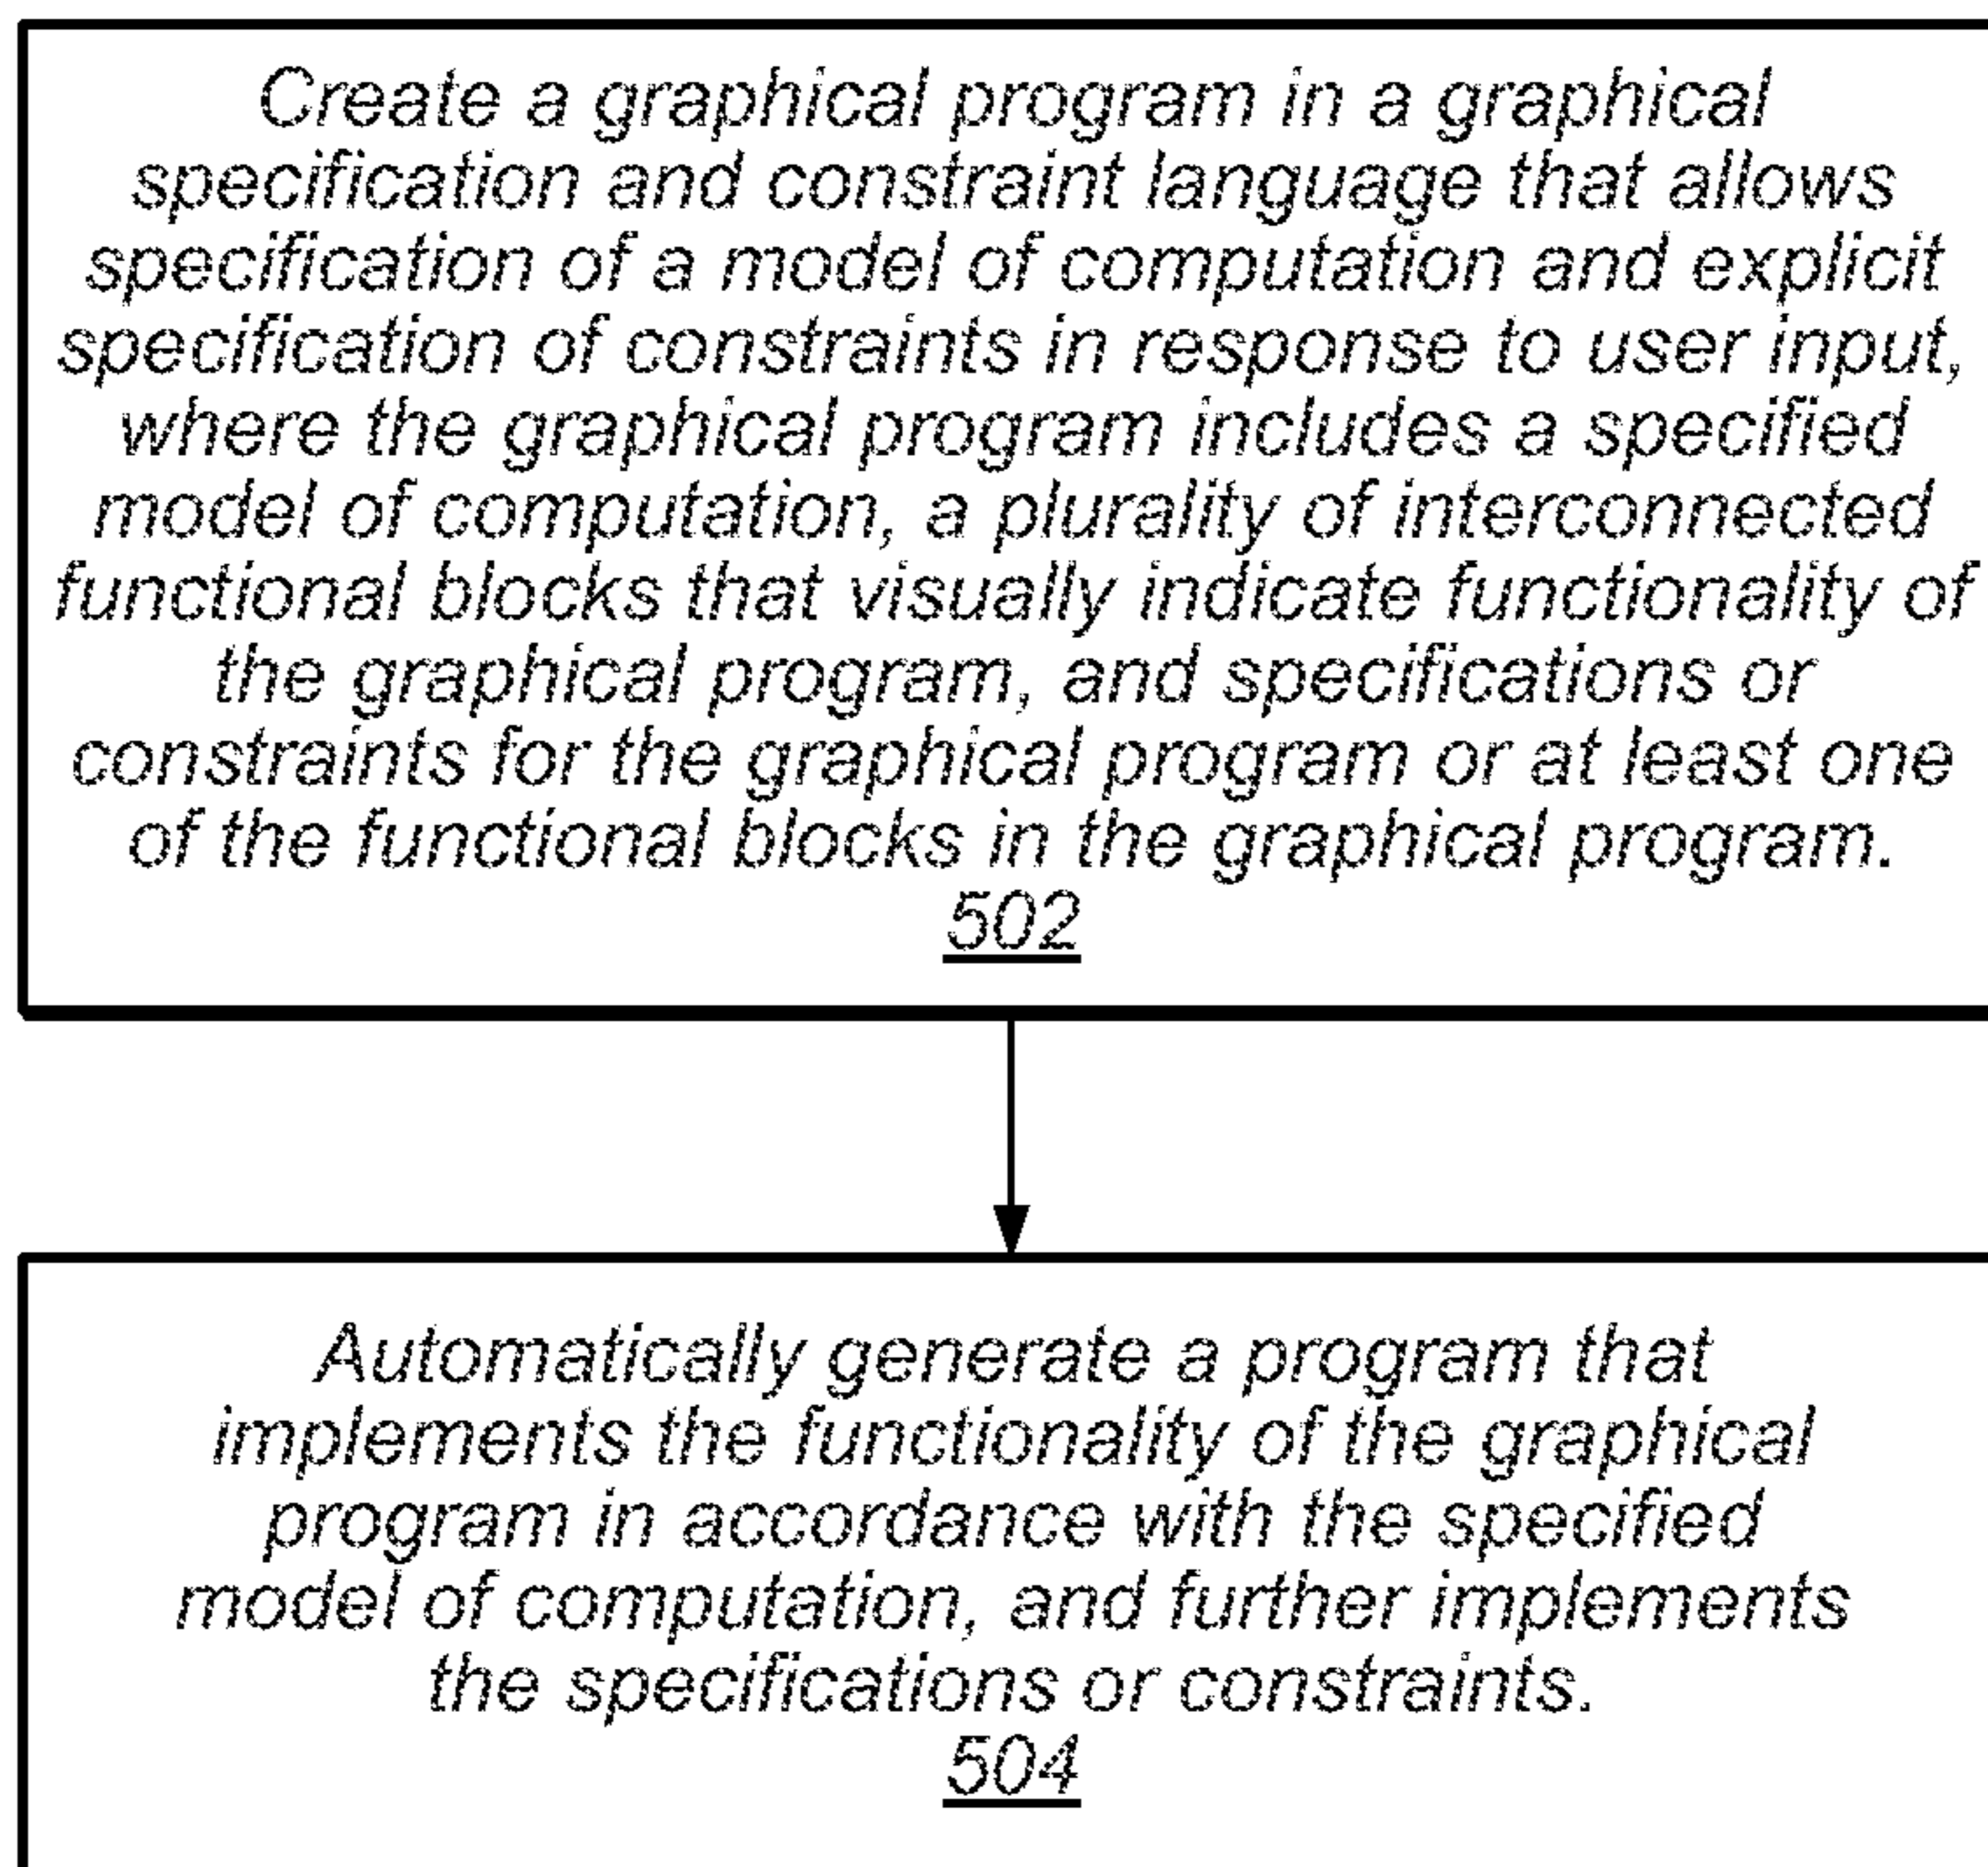 Create a graphical program in a graphical
specification and constraint language that allows
specification of a model of computation and explicit
specification of constraints in response to user input,
where the graphical program includes a specified
model of computation, a plurality of interconnected
functional blocks that visually indicate functionality of
the graphical program, and specifications or
constraints for the graphical program or at least one
of the functional blocks in the graphical program.
502
Automatically generate a program that
implements the functionality of the graphical
program in accordance with the specified
model of computation, and further implements
the specifications or constraints.
504